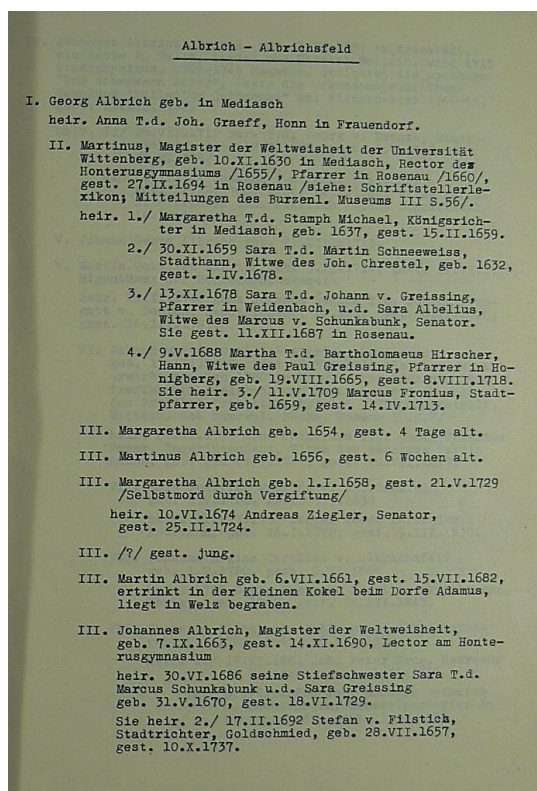 Albrich - Albrichsfeld
I. Georg Albrich geb. in Mediasch
heir. Anna T.d. Joh. Graeff, Honn in Frauendorf.
II. Martinus, Magister der Weltweisheit der Universität
Wittenberg, geb. 10.XI.1630 in Mediasch, Rector des
Honterusgymnasiums /1655/, Pfarrer in Rosenau /1660/,
gest. 27.IX.1694 in Rosenau /siehe: Schriftstellerle-
xikon; Mitteilungen des Burzenl. Museums III S.56/.
heir. 1./ Margaretha T.d. Stamph Michael, Königsrich-
ter in Mediasch, geb. 1637, gest. 15.II.1659.
2./ 30.XI.1659 Sara T.d. Martin Schneeweiss,
Stadthann, Witwe des Joh. Chrestel, geb. 1632,
gest. 1.IV.1678.
3./ 13.XI.1678 Sara T.d. Johann v. Greissing,
Pfarrer in Weidenbach, u.d. Sara Albelius,
Witwe des Marcus v. Schunkabunk, Senator.
Sie gest. 11.XII.1687 in Rosenau.
4./ 9.V.1688 Martha T.d. Bartholomaeus Hirscher,
Hann, Witwe des Paul Greissing, Pfarrer in Ho-
nigberg, geb. 19.VIII.1665, gest. 8.VIII.1718.
Sie heir. 3./ 11.V.1709 Marcus Fronius, Stadt-
pfarrer, geb. 1659, gest. 14.IV.1713.
III. Margaretha Albrich geb. 1654, gest. 4 Tage alt.
III. Martinus Albrich geb. 1656, gest. 6 Wochen alt.
III. Margaretha Albrich geb. 1.I.1658, gest. 21.V.1729
/Selbstmord durch Vergiftung/
heir. 10.VI.1674 Andreas Ziegler, Senator,
gest. 25.II.1724.
III. /?/ gest. jung.
III. Martin Albrich geb. 6.VII.1661, gest. 15.VII.1682,
ertrinkt in der Kleinen Kokel beim Dorfe Adamus,
liegt in Welz begraben.
III. Johannes Albrich, Magister der Weltweisheit,
geb. 7.IX.1663, gest. 14.XI.1690, Lector am Honte-
rusgymnasium
heir. 30.VI.1686 seine Stiefschwester Sara T.d.
Marcus Schunkabunk u.d. Sara Greissing
geb. 31.V.1670, gest. 18.VI.1729.
Sie heir. 2./ 17.II.1692 Stefan v. Filstich,
Stadtrichter, Goldschmied, geb. 28.VII.1657,
gest. 10.X.1737.